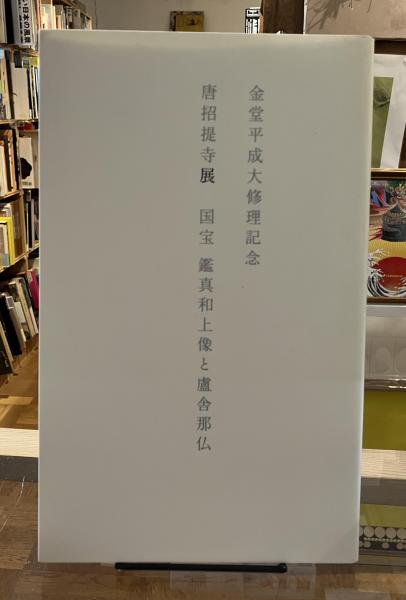 金堂平成大修理記念
唐招提寺展 国宝 鑑真和上像と盧舎那仏